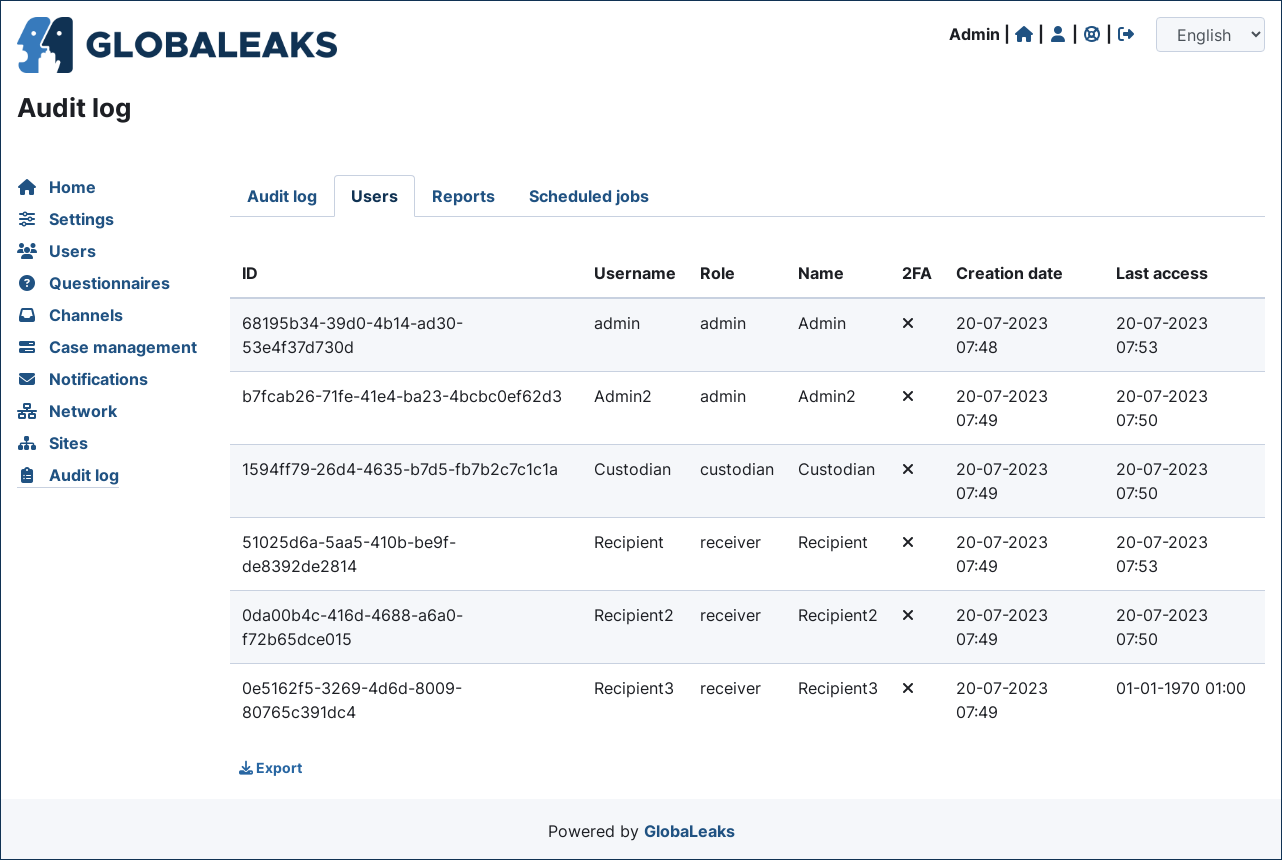 GLOBALEAKS
Admin | | | |
English
Audit log
Home
Settings
Users
Questionnaires
Channels
Case management
Notifications
Network
Sites
Audit log
Audit log Users Reports Scheduled jobs
ID Username Role Name 2FA Creation date Last access
68195b34-39d0-4b14-ad30- admin admin Admin 20-07-2023 20-07-2023
53e4f37d730d 07:48 07:53
b7fcab26-71fe-41e4-ba23-4bcbc0ef62d3 Admin2 admin Admin2 20-07-2023 20-07-2023
07:49 07:50
1594ff79-26d4-4635-b7d5-fb7b2c7c1c1a Custodian custodian Custodian 20-07-2023 20-07-2023
07:49 07:50
51025d6a-5aa5-410b-be9f- Recipient receiver Recipient 20-07-2023 20-07-2023
de8392de2814 07:49 07:53
0da00b4c-416d-4688-a6a0- Recipient2 receiver Recipient2 20-07-2023 20-07-2023
f72b65dce015 07:49 07:50
0e5162f5-3269-4d6d-8009- Recipient3 receiver Recipient3 20-07-2023 01-01-1970 01:00
80765c391dc4 07:49
Export
Powered by GlobaLeaks